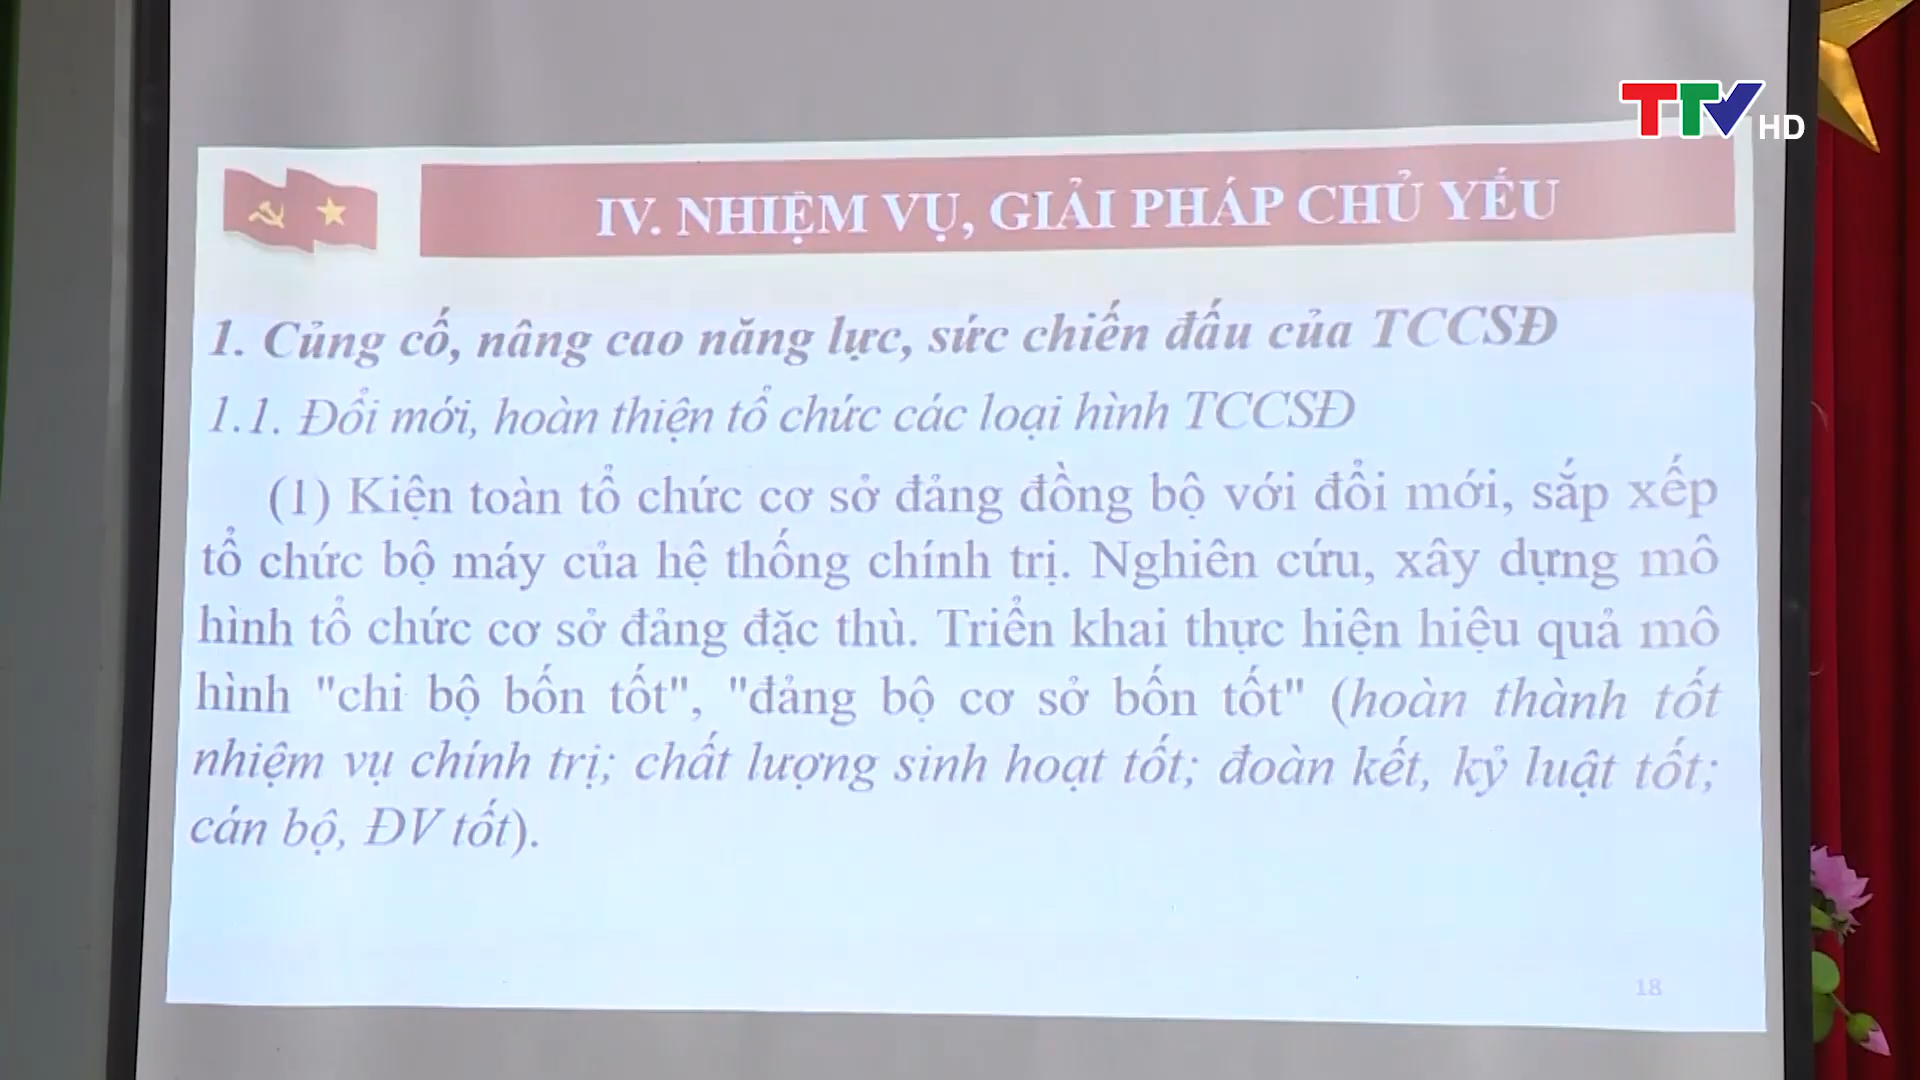 TTV HD
IV. NHIỆM VỤ, GIẢI PHÁP CHỦ YẾU
1. Củng cố, nâng cao năng lực, sức chiến đấu của TCCSĐ
1.1. Đổi mới, hoàn thiện tổ chức các loại hình TCCSĐ
(1) Kiện toàn tổ chức cơ sở đảng đồng bộ với đổi mới, sắp xếp
tổ chức bộ máy của hệ thống chính trị. Nghiên cứu, xây dựng mô
hình tổ chức cơ sở đảng đặc thù. Triển khai thực hiện hiệu quả mô
hình "chi bộ bốn tốt", "đảng bộ cơ sở bốn tốt" (hoàn thành tốt
nhiệm vụ chính trị; chất lượng sinh hoạt tốt; đoàn kết, kỷ luật tốt;
cán bộ, ĐV tốt).
18